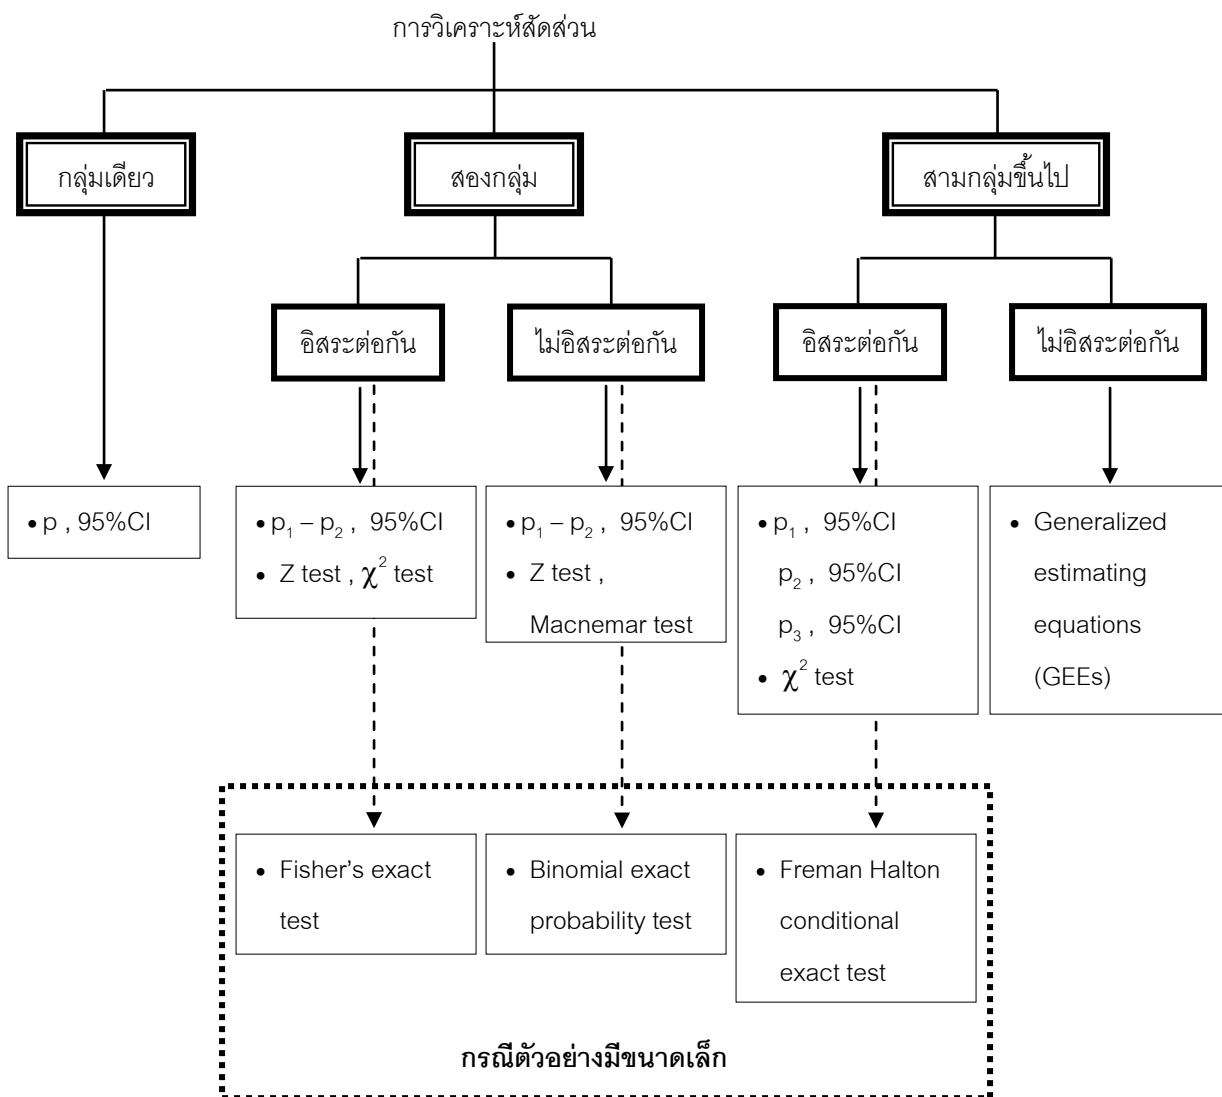 การวิเคราะห์สัดส่วน
กลุ่มเดียว
สองกลุ่ม
สามกลุ่มขึ้นไป
อิสระต่อกัน
ไม่อิสระต่อกัน
อิสระต่อกัน
ไม่อิสระต่อกัน
• p , 95%CI
• p₁ – p₂ , 95%CI
• Z test , χ² test
• p₁ – p₂ , 95%CI
• Z test ,
Macnemar test
• p₁ , 95%CI
p₂ , 95%CI
p₃ , 95%CI
• χ² test
• Generalized
estimating
equations
(GEEs)
• Fisher’s exact
test
• Binomial exact
probability test
• Freman Halton
conditional
exact test
กรณีตัวอย่างมีขนาดเล็ก